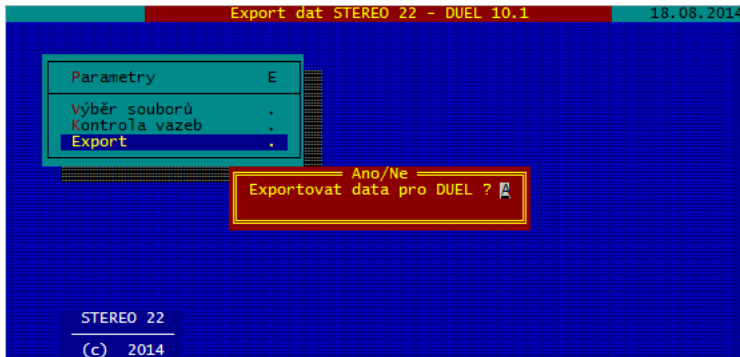 Export dat STEREO 22 - DUEL 10.1 18.08.2014
Parametry E
Výběr souborů .
Kontrola vazeb .
Export .
Ano/Ne
Exportovat data pro DUEL ? A
STEREO 22
(c) 2014